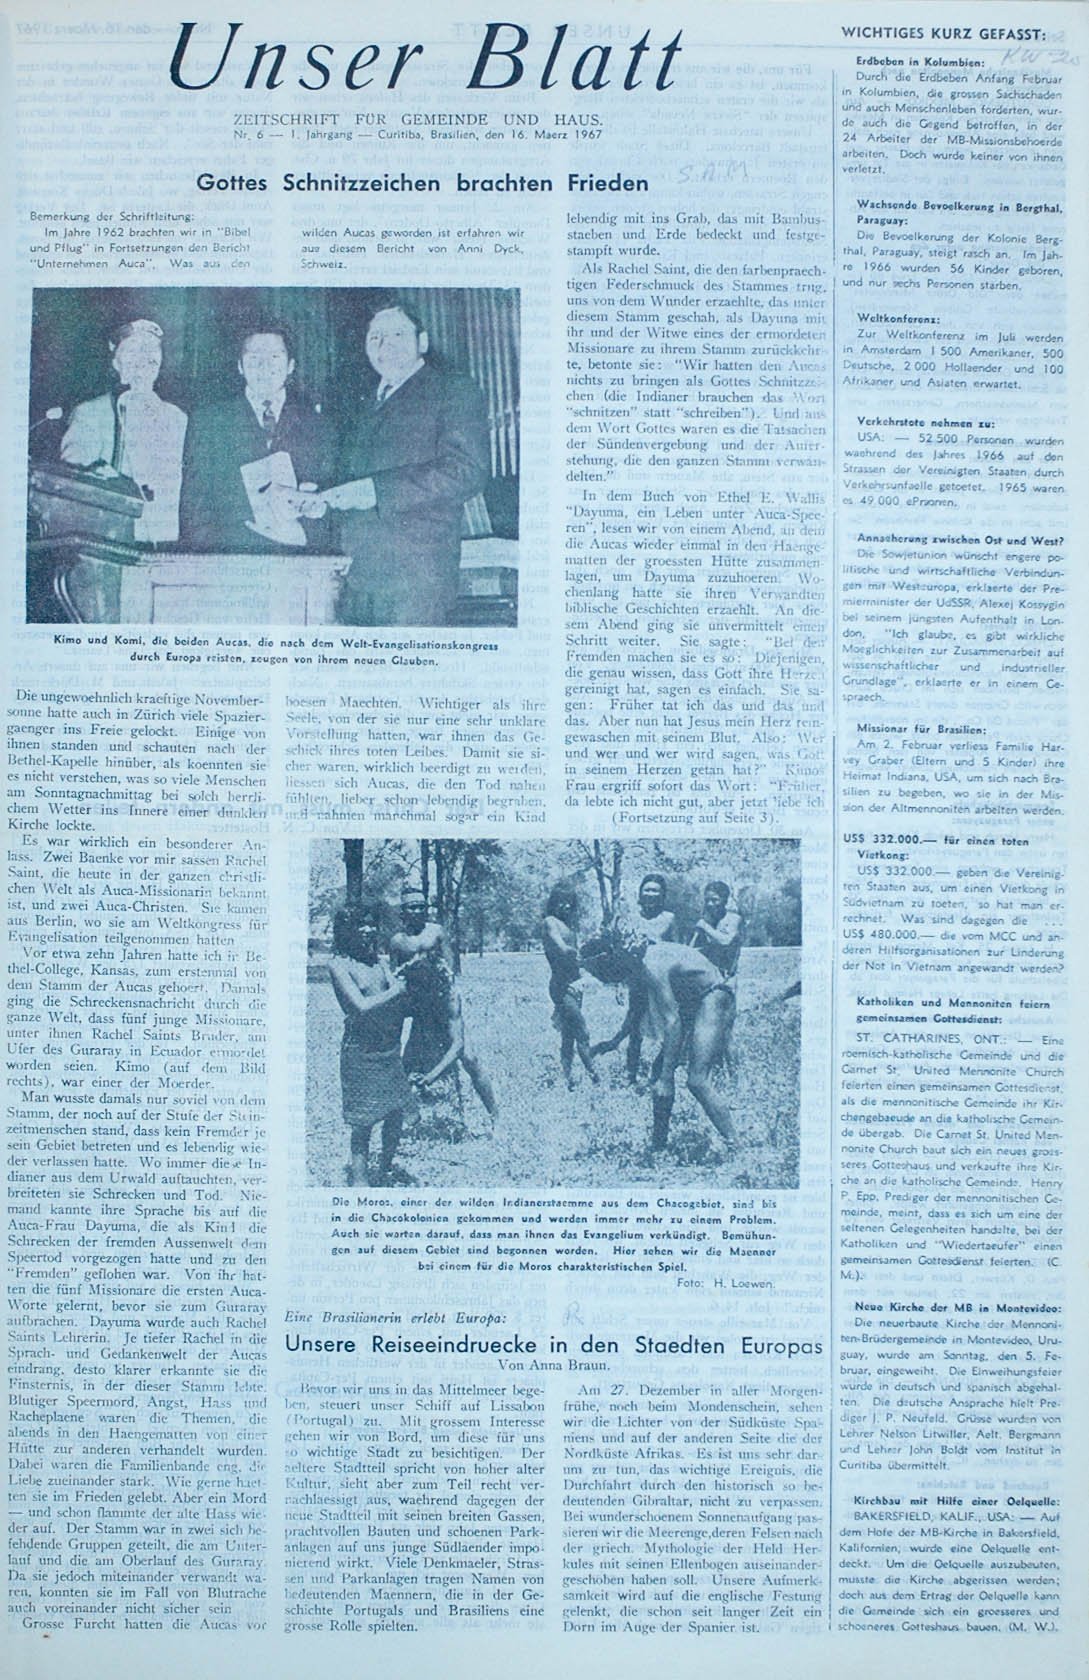 Unser Blatt
ZEITSCHRIFT FÜR GEMEINDE UND HAUS.
Nr. 6 — 1. Jahrgang — Curitiba, Brasilien, den 16. Maerz 1967
Gottes Schnitzzeichen brachten Frieden
Bemerkung der Schriftleitung:
Im Jahre 1962 brachten wir in "Bibel
und Pflug" in Fortsetzungen den Bericht
"Unternehmen Auca", Was aus den
wilden Aucas geworden ist erfahren wir
aus diesem Bericht von Anni Dyck,
Schweiz.
Kimo und Komi, die beiden Aucas, die nach dem Welt-Evangelisationskongress
durch Europa reisten, zeugen von ihrem neuen Glauben.
Die ungewoehnlich kraeftige November-
sonne hatte auch in Zürich viele Spazier-
gaenger ins Freie gelockt. Einige von
ihnen standen und schauten nach der
Bethel-Kapelle hinüber, als koennten sie
es nicht verstehen, was so viele Menschen
am Sonntagnachmittag bei solch herrli-
chem Wetter ins Innere einer dunklen
Kirche lockte.
Es war wirklich ein besonderer An-
lass. Zwei Baenke vor mir sassen Rachel
Saint, die heute in der ganzen christli-
chen Welt als Auca-Missionarin bekannt
ist, und zwei Auca-Christen. Sie kamen
aus Berlin, wo sie am Weltkongress für
Evangelisation teilgenommen hatten
Vor etwa zehn Jahren hatte ich ir Be-
thel-College, Kansas, zum erstenmal von
dem Stamm der Aucas gehoert. Damals
ging die Schreckensnachricht durch die
ganze Welt, dass fünf junge Missionare,
unter ihnen Rachel Saints Bruder, am
Ufer des Guraray in Ecuador ermordet
worden seien. Kimo (auf dem Bild
rechts), war einer der Moerder.
Man wusste damals nur soviel von dem
Stamm, der noch auf der Stufe der Stein-
zeitmenschen stand, dass kein Fremder je
sein Gebiet betreten und es lebendig wie-
der verlassen hatte. Wo immer diese In-
dianer aus dem Urwald auftauchten, ver-
breiteten sie Schrecken und Tod. Nie-
mand kannte ihre Sprache bis auf die
Auca-Frau Dayuma, die als Kind die
Schrecken der fremden Aussenwelt dem
Speertod vorgezogen hatte und zu den
"Fremden" geflohen war. Von ihr hat-
ten die fünf Missionare die ersten Auca-
Worte gelernt, bevor sie zum Guraray
aufbrachen. Dayuma wurde auch Rachel
Saints Lehrerin. Je tiefer Rachel in die
Sprach- und Gedankenwelt der Aucas
eindrang, desto klarer erkannte sie die
Finsternis, in der dieser Stamm lebte.
Blutiger Speermord, Angst, Hass und
Racheplaene waren die Themen, die
abends in den Haengematten von einer
Hütte zur anderen verhandelt wurden.
Dabei waren die Familienbande eng, die
Liebe zueinander stark. Wie gerne haet-
ten sie im Frieden gelebt. Aber ein Mord
— und schon flammte der alte Hass wie-
der auf. Der Stamm war in zwei sich be-
fehdende Gruppen geteilt, die am Unter-
lauf und die am Oberlauf des Guraray.
Da sie jedoch miteinander verwandt wa-
ren, konnten sie im Fall von Blutrache
auch voreinander nicht sicher sein
Grosse Furcht hatten die Aucas vor
boesen Maechten. Wichtiger als ihre
Seele, von der sie nur eine sehr unklare
Vorstellung hatten, war ihnen das Ge-
schick ihres toten Leibes. Damit sie si-
cher waren, wirklich beerdigt zu werden,
liessen sich Aucas, die den Tod nahen
fühlten, lieber schon lebendig begraben,
und nahmen manchmal sogar ein Kind
lebendig mit ins Grab, das mit Bambus-
staeben und Erde bedeckt und festge-
stampft wurde.
Als Rachel Saint, die den farbenpraech-
tigen Federschmuck des Stammes trug,
uns von dem Wunder erzaehlte, das unter
diesem Stamm geschah, als Dayuna mit
ihr und der Witwe eines der ermordeten
Missionare zu ihrem Stamm zurückkehr-
te, betonte sie: "Wir hatten den Aucas
nichts zu bringen als Gottes Schnitzzei-
chen (die Indianer brauchen das Wort
"schnitzen" statt "schreiben"). Und aus
dem Wort Gottes waren es die Tatsachen
der Sündenvergebung und der Aufer-
stehung, die den ganzen Stamm verwan-
delten."
In dem Buch von Ethel E. Wallis
"Dayuma, ein Leben unter Auca-Spee-
ren", lesen wir von einem Abend, an dem
die Aucas wieder einmal in den Haenge-
matten der groessten Hütte zusammen-
lagen, um Dayuma zuzuhoeren. Wo-
chenlang hatte sie ihren Verwandten
biblische Geschichten erzaehlt. An die-
sem Abend ging sie unvermittelt einen
Schritt weiter. Sie sagte: "Bei den
Fremden machen sie es so: Diejenigen,
die genau wissen, dass Gott ihre Herzen
gereinigt hat, sagen es einfach. Sie sa-
gen: Früher tat ich das und das und
das. Aber nun hat Jesus mein Herz rein-
gewaschen mit seinem Blut. Also: Wer
und wer und wer wird sagen, was Gott
in seinem Herzen getan hat?" Kimos
Frau ergriff sofort das Wort: "Früher,
da lebte ich nicht gut, aber jetzt liebe ich
(Fortsetzung auf Seite 3).
Die Moros, einer der wilden Indianerstaemme aus dem Chacogebiet, sind bis
in die Chacokolonien gekommen und werden immer mehr zu einem Problem.
Auch sie warten darauf, dass man ihnen das Evangelium verkündigt. Bemühun-
gen auf diesem Gebiet sind begonnen worden. Hier sehen wir die Maenner
bei einem für die Moros charakteristischen Spiel.
Foto: H. Loewen.
Eine Brasilianerin erlebt Europa:
Unsere Reiseeindruecke in den Staedten Europas
Von Anna Braun.
Bevor wir uns in das Mittelmeer bege-
ben, steuert unser Schiff auf Lissabon
(Portugal) zu. Mit grossem Interesse
gehen wir von Bord, um diese für uns
so wichtige Stadt zu besichtigen. Der
aeltere Stadtteil spricht von hoher alter
Kultur, sieht aber zum Teil recht ver-
nachlaessigt aus, waehrend dagegen der
neue Stadtteil mit seinen breiten Gassen,
prachtvollen Bauten und schoenen Park-
anlagen auf uns junge Südlaender impo-
nierend wirkt. Viele Denkmaeler, Stras-
sen und Parkanlagen tragen Namen von
bedeutenden Maennern, die in der Ge-
schichte Portugals und Brasiliens eine
grosse Rolle spielten.
Am 27. Dezember in aller Morgen-
frühe, noch beim Mondenschein, sehen
wir die Lichter von der Südküste Spa-
niens und auf der anderen Seite die der
Nordküste Afrikas. Es ist uns sehr dar-
um zu tun, das wichtige Ereignis, die
Durchfahrt durch den historisch so be-
deutenden Gibraltar, nicht zu verpassen.
Bei wunderschoenem Sonnenaufgang pas-
sieren wir die Meerenge,deren Felsen nach
der griech. Mythologie der Held Her-
kules mit seinen Ellenbogen auseinander-
geschoben haben soll. Unsere Aufmerk-
samkeit wird auf die englische Festung
gelenkt, die schon seit langer Zeit ein
Dorn im Auge der Spanier ist.
WICHTIGES KURZ GEFASST:
Erdbeben in Kolumbien:
Durch die Erdbeben Anfang Februar
in Kolumbien, die grossen Sachschaden
und auch Menschenleben forderten, wur-
de auch die Gegend betroffen, in der
24 Arbeiter der MB-Missionsbehoerde
arbeiten. Doch wurde keiner von ihnen
verletzt.
Wachsende Bevoelkerung in Bergthal,
Paraguay:
Die Bevoelkerung der Kolonie Berg-
thal, Paraguay, steigt rasch an. Im Jah-
re 1966 wurden 56 Kinder geboren,
und nur sechs Personen starben.
Weltkonferenz:
Zur Weltkonferenz im Juli werden
in Amsterdam 1 500 Amerikaner, 500
Deutsche, 2 000 Hollaender und 100
Afrikaner und Asiaten erwartet.
Verkehrstote nehmen zu:
USA: — 52 500 Personen wurden
waehrend des Jahres 1966 auf den
Strassen der Vereinigten Staaten durch
Verkehrsunfaelle getoetet. 1965 waren
es 49.000 ePrsonen.
Annaeherung zwischen Ost und West?
Die Sowjetunion wünscht engere po-
litische und wirtschaftliche Verbindun-
gen mit Westeuropa, erklaerte der Pre-
mierminister der UdSSR, Alexej Kossygin
bei seinem jüngsten Aufenthalt in Lon-
don, "Ich glaube, es gibt wirkliche
Moeglichkeiten zur Zusammenarbeit auf
wissenschaftlicher und industrieller
Grundlage", erklaerte er in einem Ge-
spraech.
Missionar für Brasilien:
Am 2. Februar verliess Familie Har-
vey Graber (Eltern und 5 Kinder) ihre
Heimat Indiana, USA, um sich nach Bra-
silien zu begeben, wo sie in der Mis-
sion der Altmennoniten arbeiten werden.
US$ 332.000.— für einen toten
Vietkong:
US$ 332.000.— geben die Vereinig-
ten Staaten aus, um einen Vietkong in
Südvietnam zu toeten, so hat man er-
rechnet. Was sind dagegen die ...
US$ 480.000.— die vom MCC und an-
deren Hilfsorganisationen zur Linderung
der Not in Vietnam angewandt werden?
Katholiken und Mennoniten feiern
gemeinsamen Gottesdienst:
ST. CATHARINES, ONT.: — Eine
roemisch-katholische Gemeinde und die
Carnet St. United Mennonite Church
feierten einen gemeinsamen Gottesdienst,
als die mennonitische Gemeinde ihr Kir-
chengebaeude an die katholische Gemein-
de übergab. Die Carnet St. United Men-
nonite Church baut sich ein neues groes-
seres Gotteshaus und verkaufte ihre Kir-
che an die katholische Gemeinde. Henry
P. Epp, Prediger der mennonitischen Ge-
meinde, meint, dass es sich um eine der
seltenen Gelegenheiten handelte, bei der
Katholiken und "Wiedertaeufer" einen
gemeinsamen Gottesdienst feierten. (C.
M.).
Neue Kirche der MB in Montevideo:
Die neuerbaute Kirche der Mennoni-
ten-Brüdergemeinde in Montevideo, Uru-
guay, wurde am Sonntag, den 5. Fe-
bruar, eingeweiht. Die Einweihungsfeier
wurde in deutsch und spanisch abgehal-
ten. Die deutsche Ansprache hielt Pre-
diger J. P. Neufeld. Grüsse wurden von
Lehrer Nelson Litwiller, Aelt. Bergmann
und Lehrer John Boldt vom Institut in
Curitiba übermittelt.
Kirchbau mit Hilfe einer Oelquelle:
BAKERSFIELD, KALIF., USA: — Auf
dem Hofe der MB-Kirche in Bakersfield,
Kalifornien, wurde eine Oelquelle ent-
deckt. Um die Oelquelle auszubeuten,
musste die Kirche abgerissen werden;
doch aus dem Ertrag der Oelquelle kann
die Gemeinde sich ein groesseres und
schoeneres Gotteshaus bauen. (M. W.).